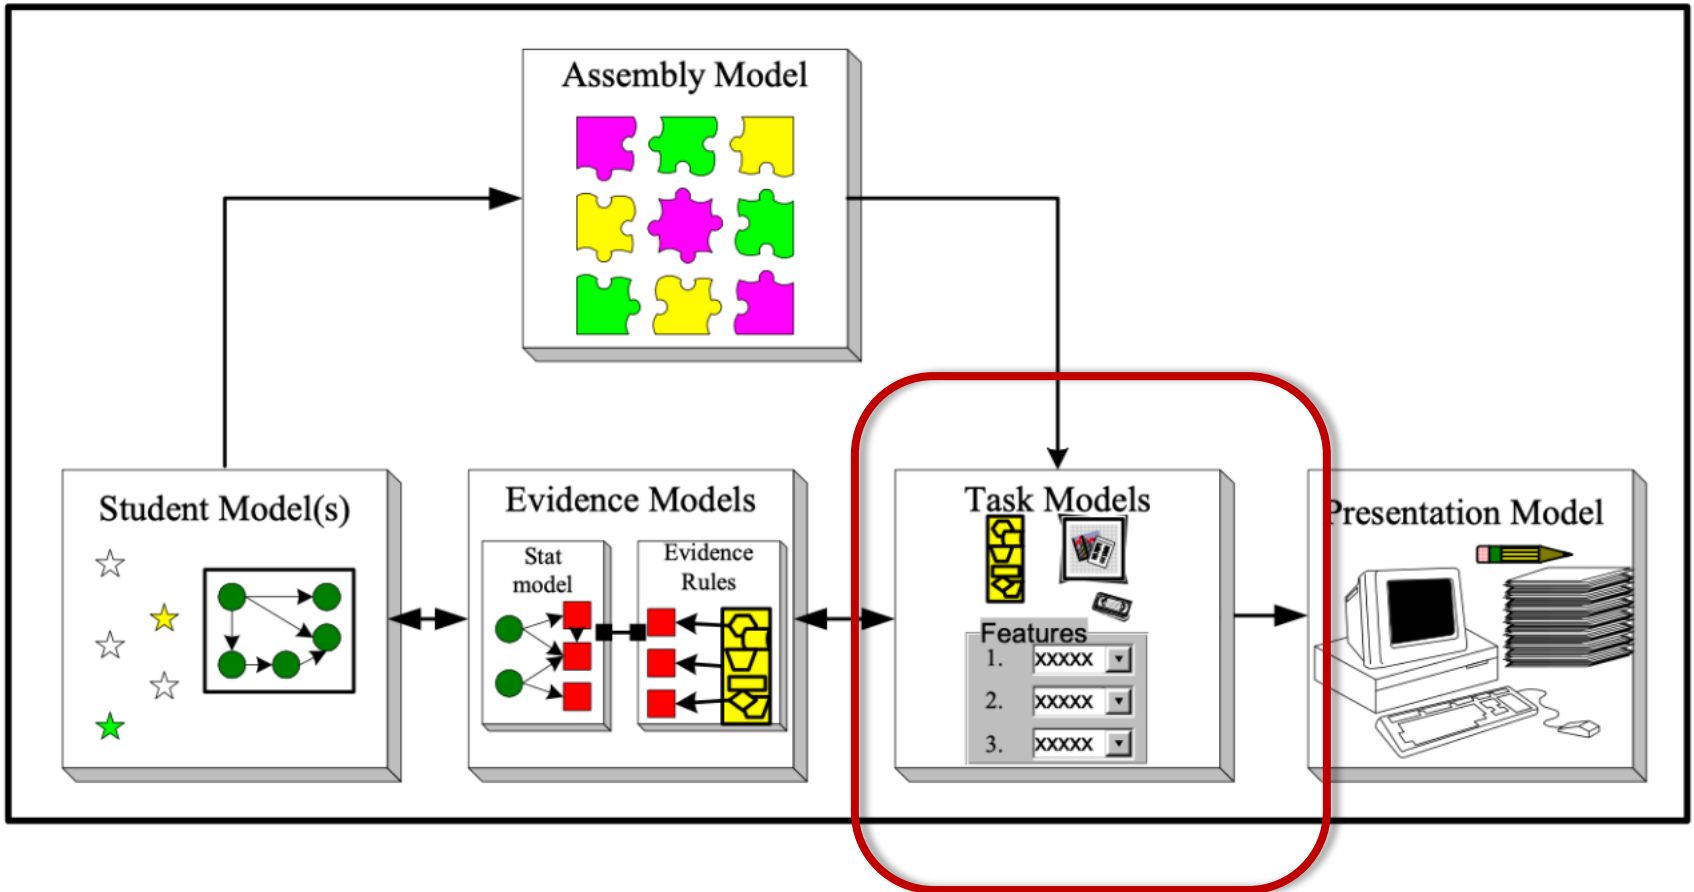 Assembly Model
Student Model(s)
Evidence Models
Stat
model
Evidence
Rules
Task Models
Features
1. xxxxx
2. xxxxx
3. xxxxx
Presentation Model